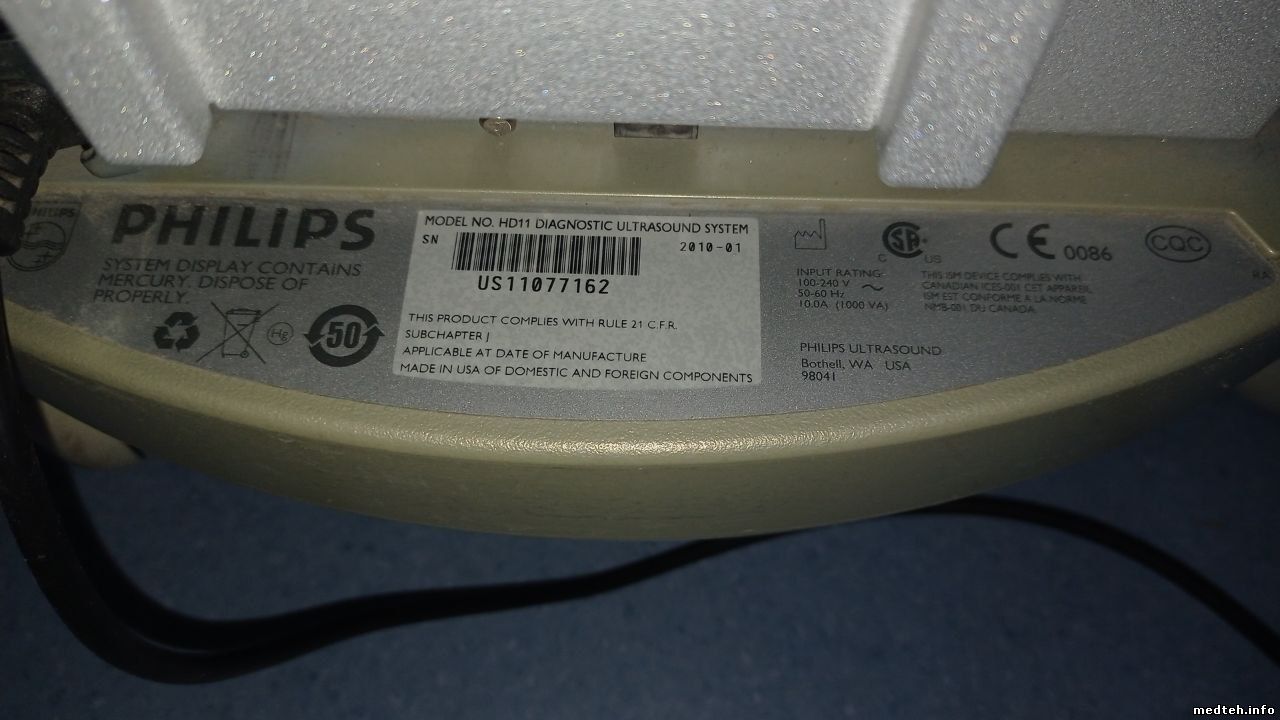 PHILIPS
PHILIPS
SYSTEM DISPLAY CONTAINS
MERCURY. DISPOSE OF
PROPERLY.
Hg
50
MODEL NO. HD11 DIAGNOSTIC ULTRASOUND SYSTEM
SN
2010-01
US11077162
THIS PRODUCT COMPLIES WITH RULE 21 C.F.R.
SUBCHAPTER J
APPLICABLE AT DATE OF MANUFACTURE
MADE IN USA OF DOMESTIC AND FOREIGN COMPONENTS
INPUT RATING:
100-240 V ~
50-60 Hz
10.0A (1000 VA)
C SA US
CE 0086
CQC
THIS ISM DEVICE COMPLIES WITH
CANADIAN ICES-001 CET APPAREIL
ISM EST CONFORME A LA NORME
NMB-001 DU CANADA.
PHILIPS ULTRASOUND
Bothell, WA USA
98041
medteh.info